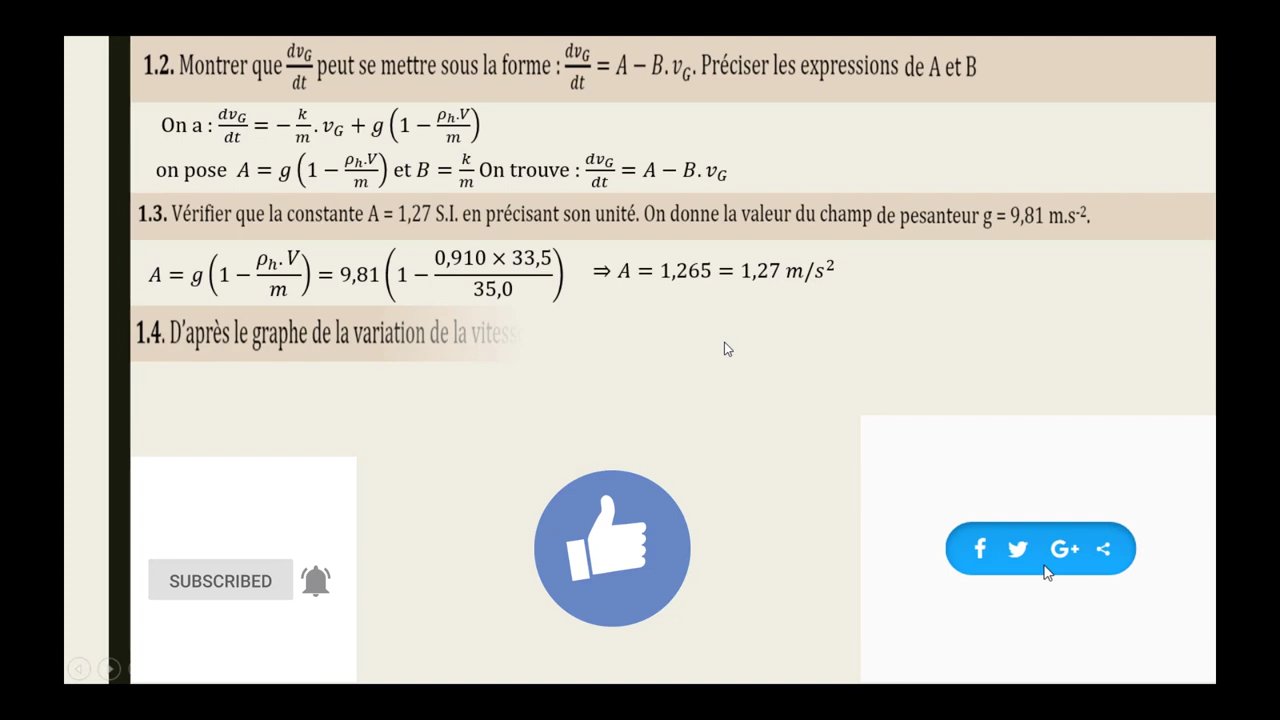 1.2. Montrer que dv_G/dt peut se mettre sous la forme : dv_G/dt = A − B. v_G. Préciser les expressions de A et B
On a : dv_G/dt = − k/m . v_G + g (1 − ρ_h.V/m)
on pose A = g (1 − ρ_h.V/m) et B = k/m On trouve : dv_G/dt = A − B. v_G
1.3. Vérifier que la constante A = 1,27 S.I. en précisant son unité. On donne la valeur du champ de pesanteur g = 9,81 m.s⁻².
A = g (1 − ρ_h. V/m) = 9,81 (1 − 0,910 × 33,5/35,0) ⇒ A = 1,265 = 1,27 m/s²
1.4. D'après le graphe de la variation de la vitesse
SUBSCRIBED
G+